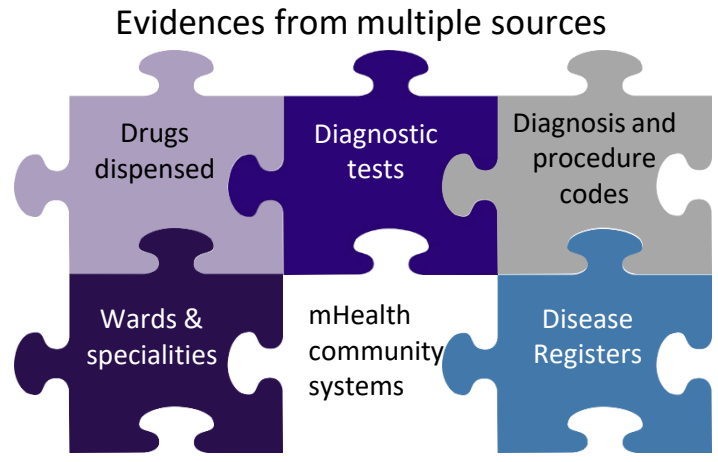 Evidences from multiple sources
Drugs
dispensed
Diagnostic
tests
Diagnosis and
procedure
codes
Wards &
specialities
mHealth
community
systems
Disease
Registers